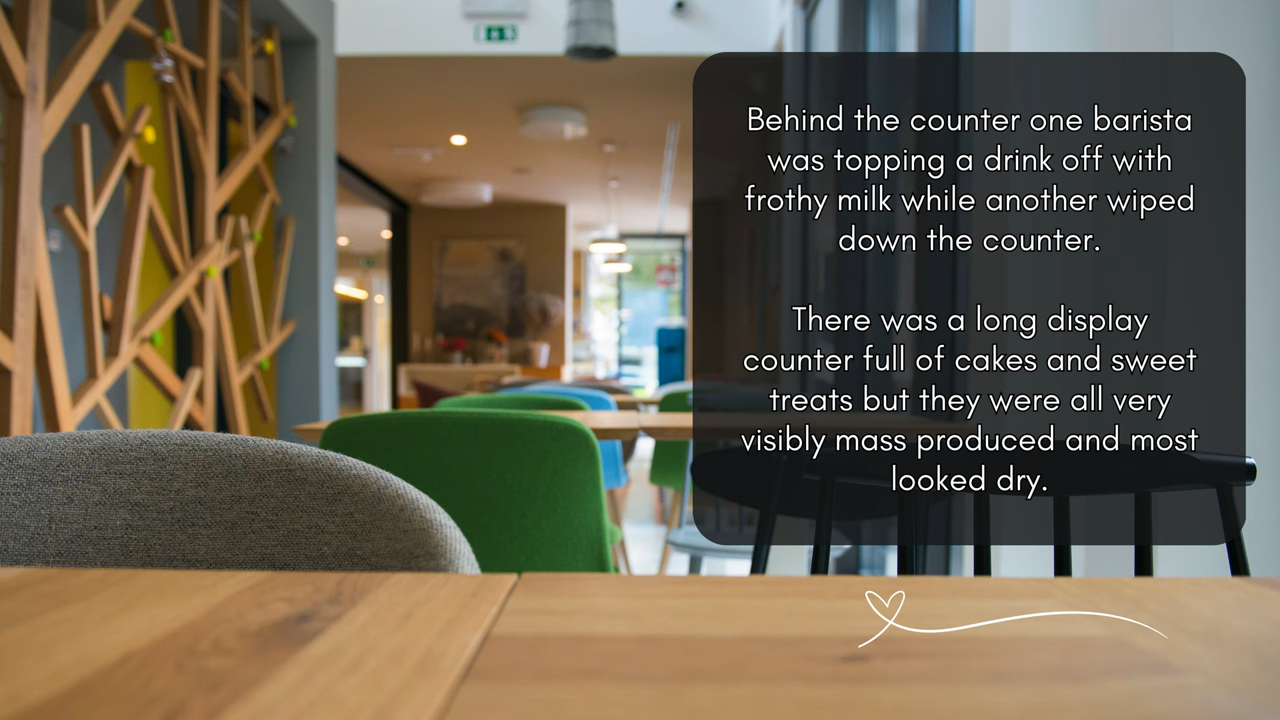 Behind the counter one barista
was topping a drink off with
frothy milk while another wiped
down the counter.
There was a long display
counter full of cakes and sweet
treats but they were all very
visibly mass produced and most
looked dry.